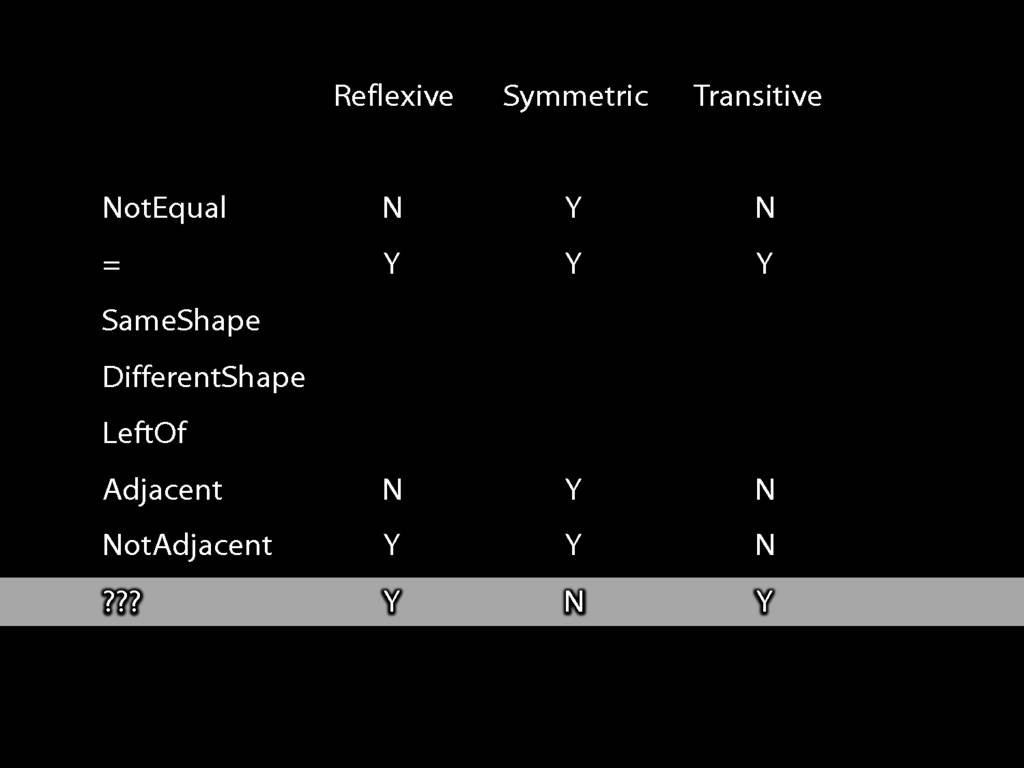 Reflexive Symmetric Transitive
NotEqual N Y N
= Y Y Y
SameShape
DifferentShape
LeftOf
Adjacent N Y N
NotAdjacent Y Y N
??? Y N Y